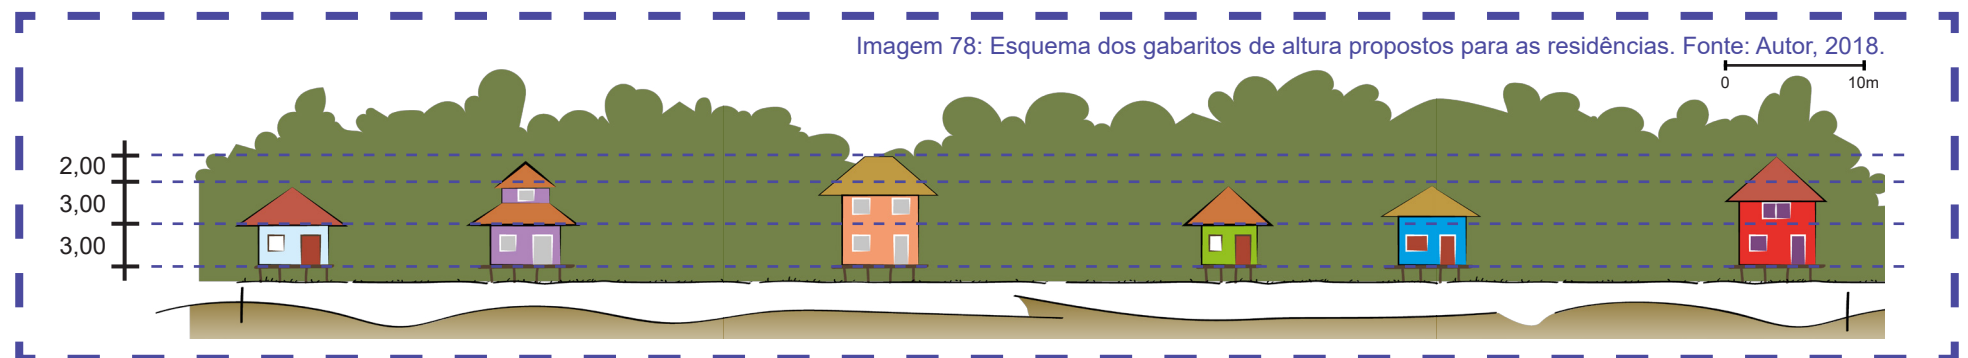 Imagem 78: Esquema dos gabaritos de altura propostos para as residências. Fonte: Autor, 2018.
0 10m
2,00
3,00
3,00